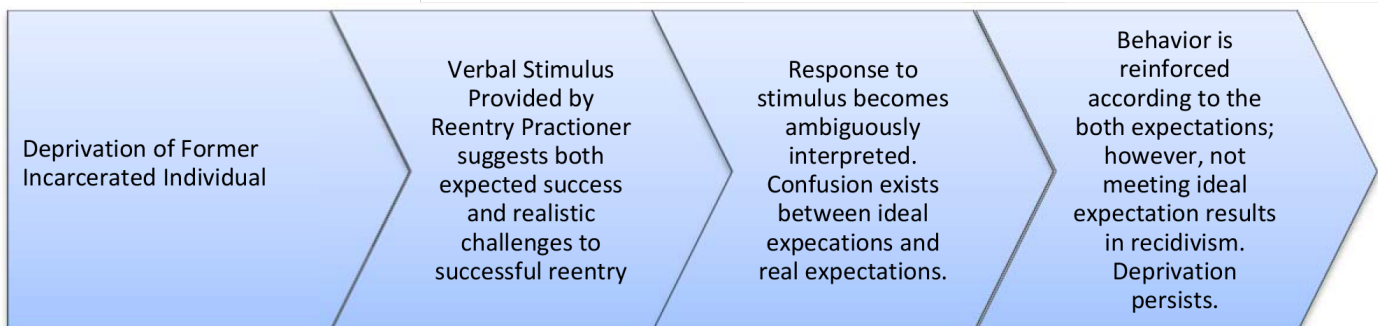 Deprivation of Former
Incarcerated Individual
Verbal Stimulus
Provided by
Reentry Practioner
suggests both
expected success
and realistic
challenges to
successful reentry
Response to
stimulus becomes
ambiguously
interpreted.
Confusion exists
between ideal
expecations and
real expectations.
Behavior is
reinforced
according to the
both expectations;
however, not
meeting ideal
expectation results
in recidivism.
Deprivation
persists.